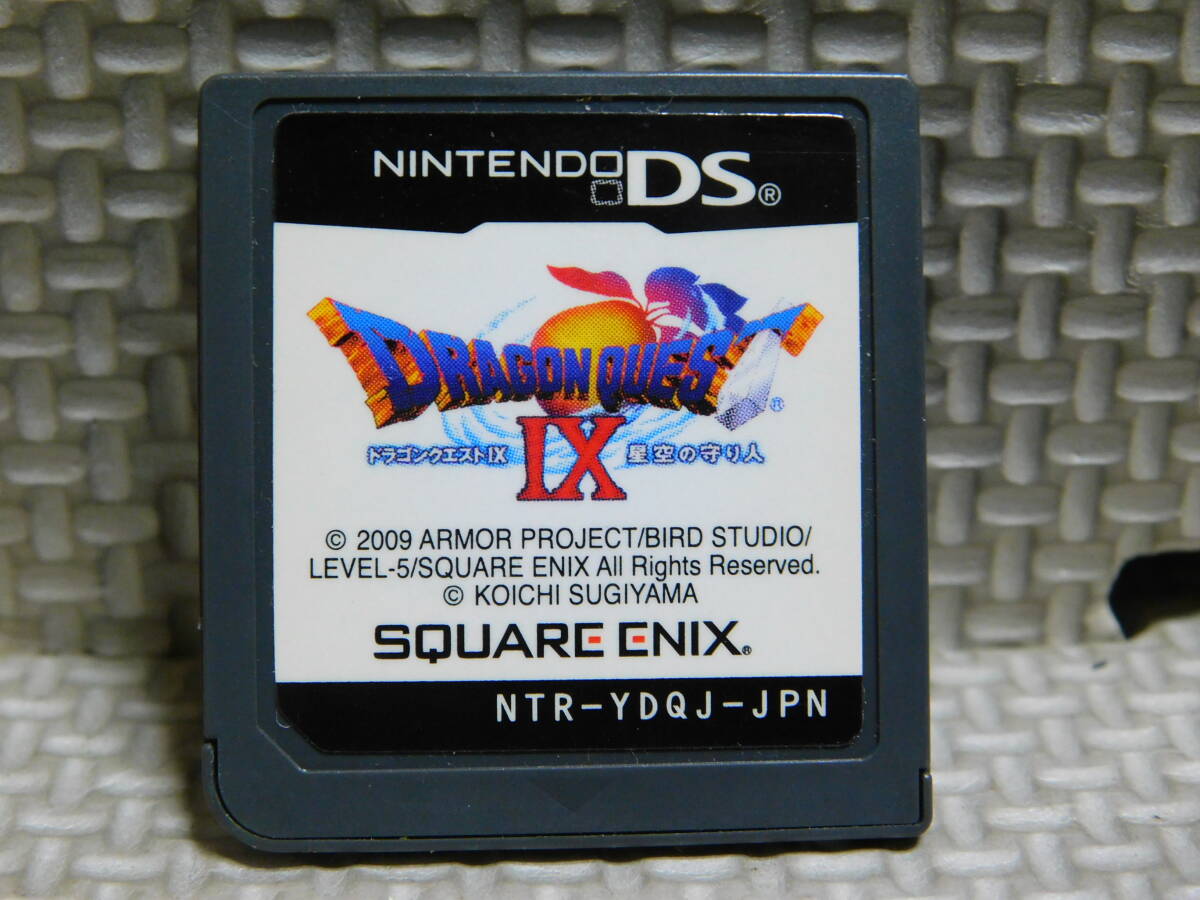 NINTENDO DS®
DRAGON QUEST®
ドラゴンクエストIX IX 星空の守り人
© 2009 ARMOR PROJECT/BIRD STUDIO/
LEVEL-5/SQUARE ENIX All Rights Reserved.
© KOICHI SUGIYAMA
SQUARE ENIX®
NTR-YDQJ-JPN